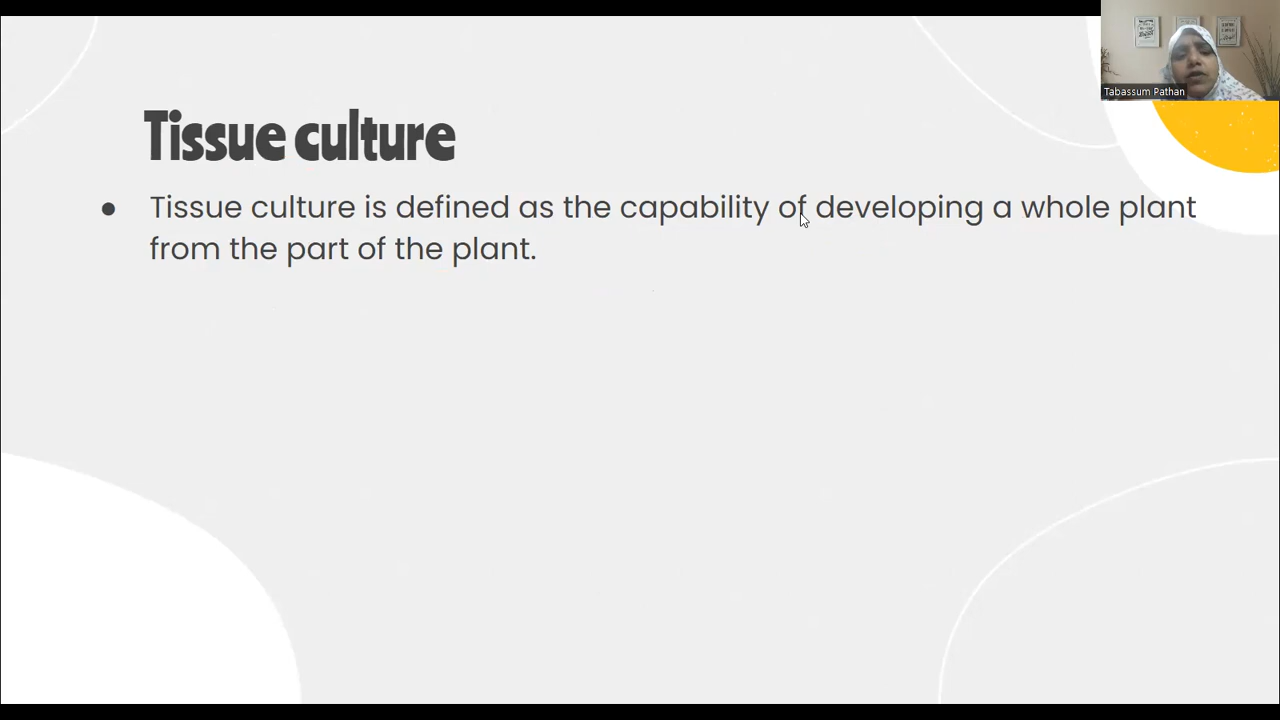 Tabassum Pathan
Tissue culture
● Tissue culture is defined as the capability of developing a whole plant
from the part of the plant.